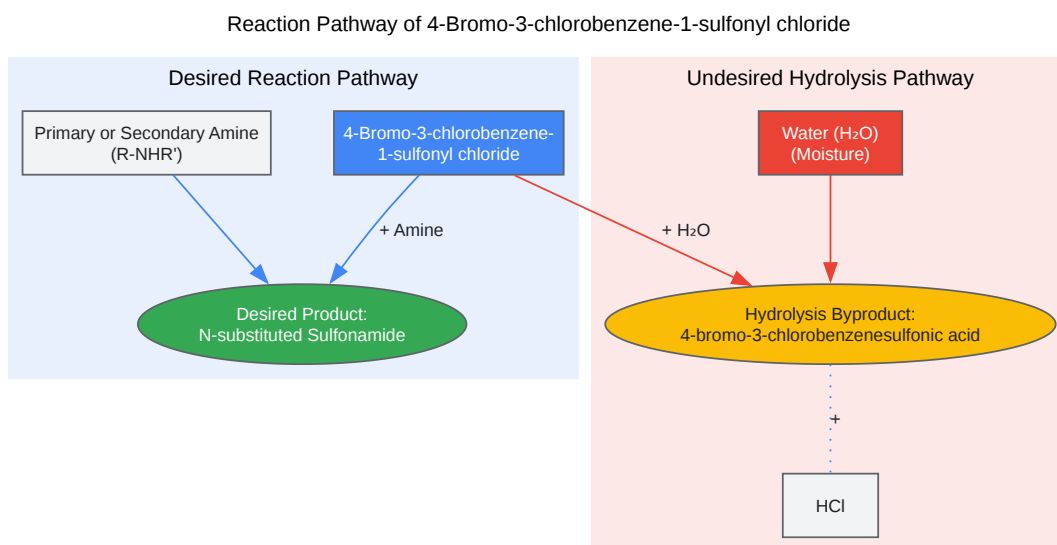 Reaction Pathway of 4-Bromo-3-chlorobenzene-1-sulfonyl chloride
Desired Reaction Pathway
Primary or Secondary Amine
(R-NHR')
4-Bromo-3-chlorobenzene-
1-sulfonyl chloride
+ Amine
Desired Product:
N-substituted Sulfonamide
Undesired Hydrolysis Pathway
Water (H₂O)
(Moisture)
+ H₂O
Hydrolysis Byproduct:
4-bromo-3-chlorobenzenesulfonic acid
+
HCl